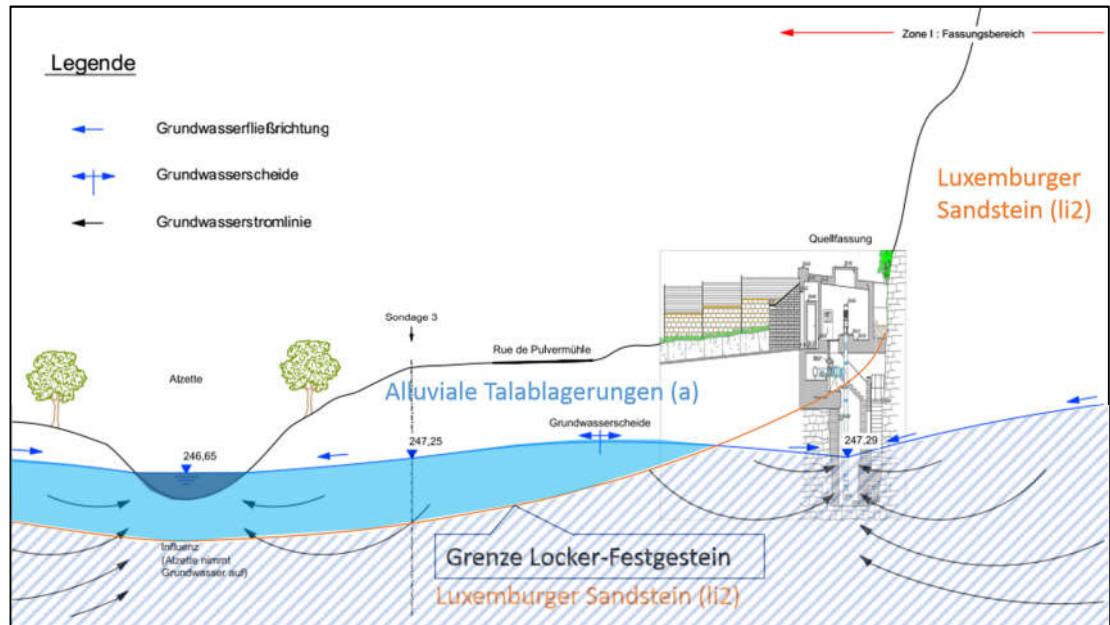 Zone I : Fassungsbereich
Legende
Grundwasserfließrichtung
Grundwasserscheide
Grundwasserstromlinie
Luxemburger
Sandstein (li2)
Quellfassung
Sondage 3
Rue de Pulvermühle
Alzette
Alluviale Talablagerungen (a)
Grundwasserscheide
246,65
247,25
247,29
Influenz
(Alzette nimmt
Grundwasser auf)
Grenze Locker-Festgestein
Luxemburger Sandstein (li2)